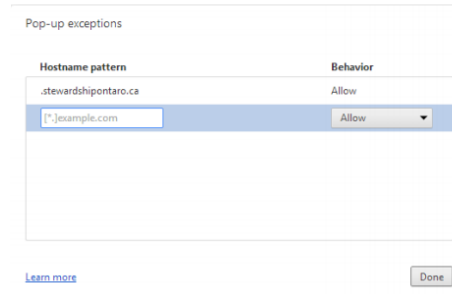 Pop-up exceptions
Hostname pattern Behavior
.stewardshipontaro.ca Allow
[*.]example.com Allow
Learn more Done